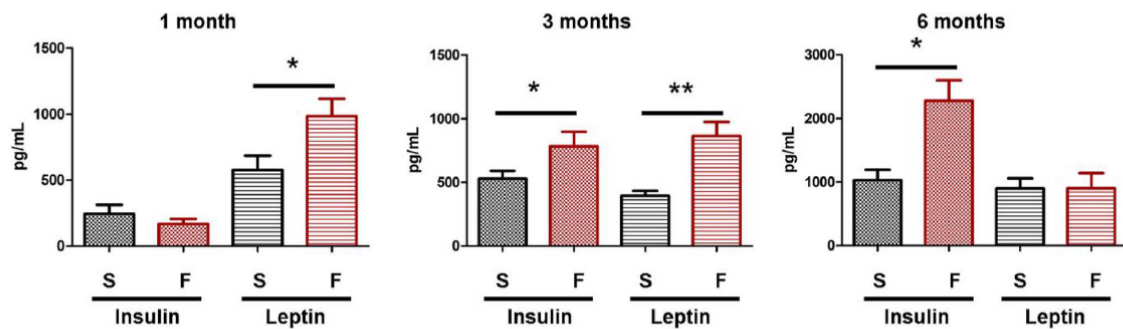 1 month
1500
1000
500
0
pg/mL
*
S F S F
Insulin Leptin
3 months
1500
1000
500
0
pg/mL
* **
S F S F
Insulin Leptin
6 months
3000
2000
1000
0
pg/mL
*
S F S F
Insulin Leptin